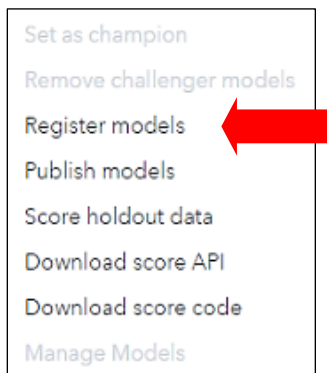 Set as champion
Remove challenger models
Register models
Publish models
Score holdout data
Download score API
Download score code
Manage Models